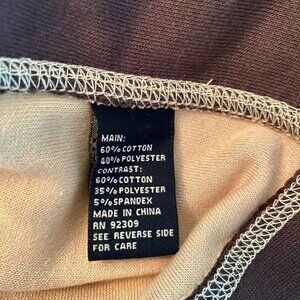 MAIN:
60% COTTON
40% POLYESTER
CONTRAST:
60% COTTON
35% POLYESTER
5% SPANDEX
MADE IN CHINA
RN 92309
SEE REVERSE SIDE
FOR CARE